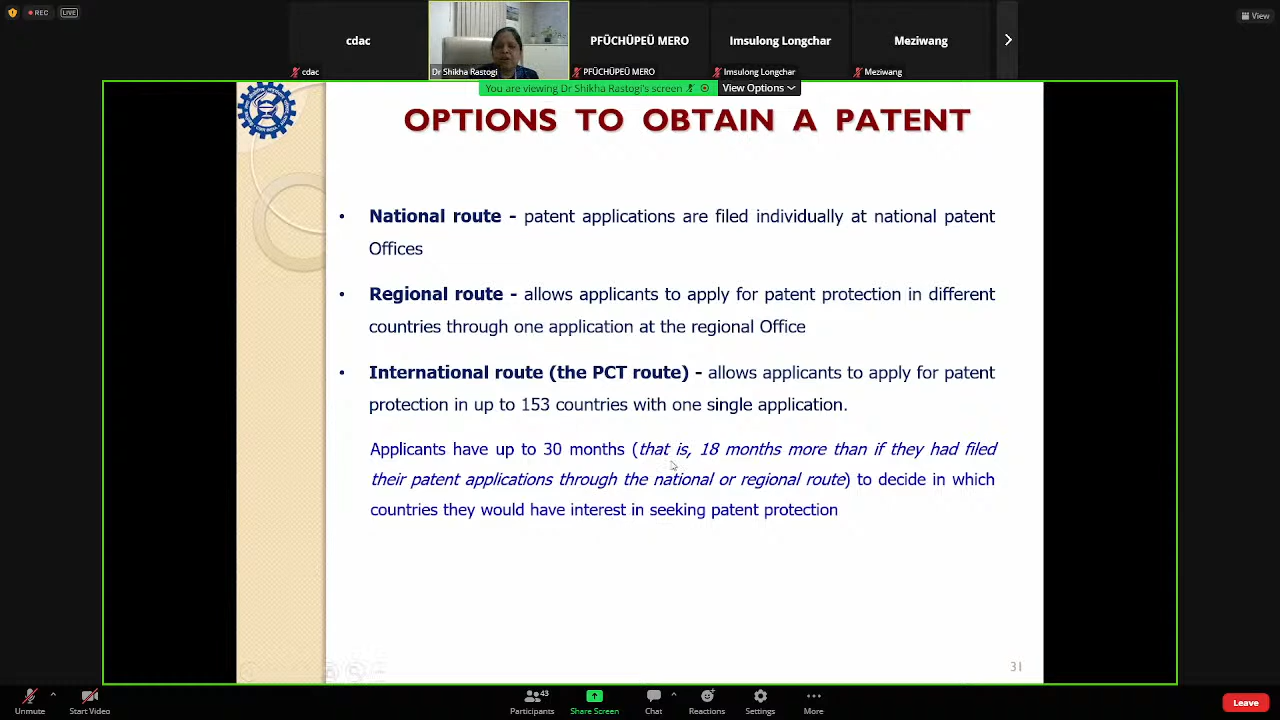 REC
LIVE
View
cdac
PFÜCHÜPEÜ MERO
Imsulong Longchar
Meziwang
cdac
Dr Shikha Rastogi
PFÜCHÜPEÜ MERO
Imsulong Longchar
Meziwang
You are viewing Dr Shikha Rastogi's screen
View Options
OPTIONS TO OBTAIN A PATENT
• National route - patent applications are filed individually at national patent
Offices
• Regional route - allows applicants to apply for patent protection in different
countries through one application at the regional Office
• International route (the PCT route) - allows applicants to apply for patent
protection in up to 153 countries with one single application.
Applicants have up to 30 months (that is, 18 months more than if they had filed
their patent applications through the national or regional route) to decide in which
countries they would have interest in seeking patent protection
31
Unmute
Start Video
43
Participants
Share Screen
Chat
Reactions
Settings
More
Leave